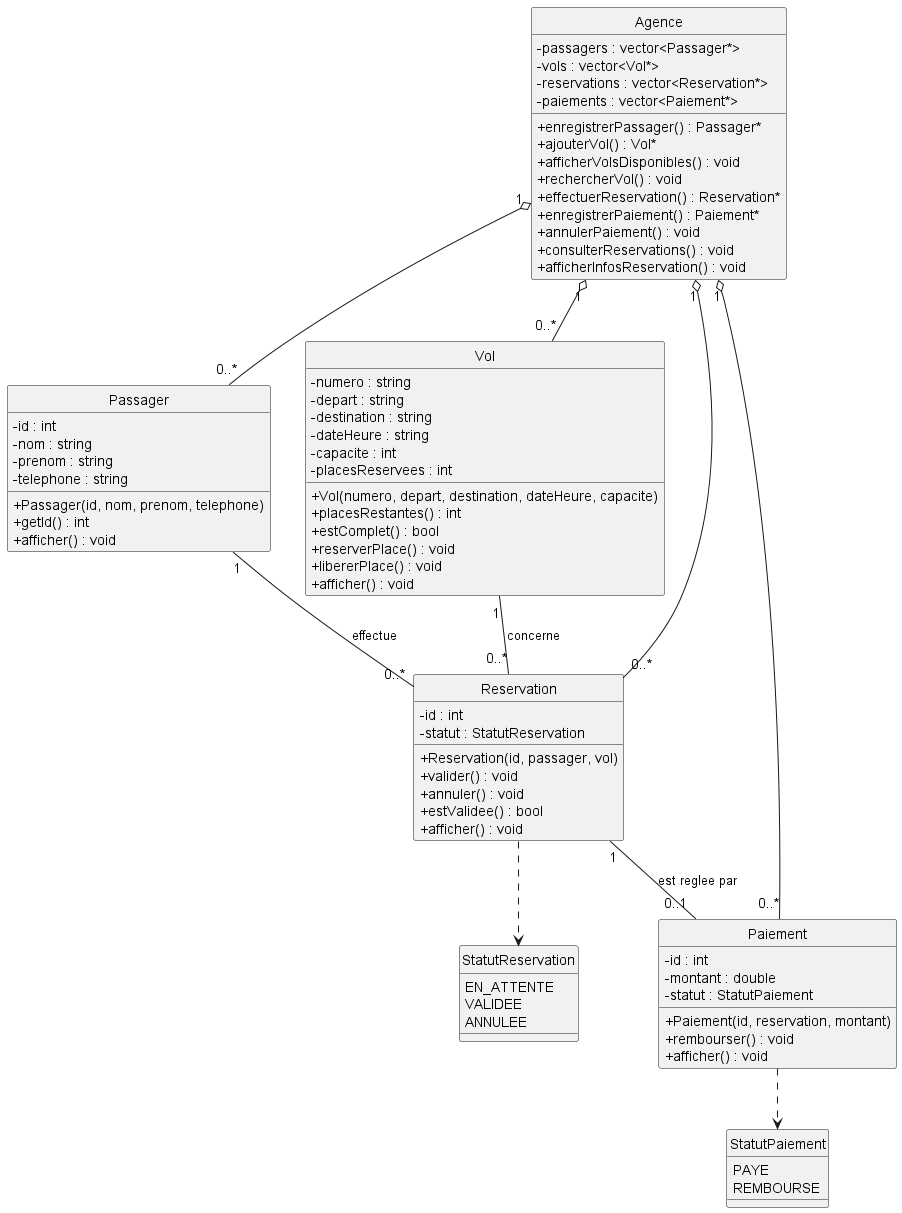 Agence
-passagers : vector<Passager*>
-vols : vector<Vol*>
-reservations : vector<Reservation*>
-paiements : vector<Paiement*>
+enregistrerPassager() : Passager*
+ajouterVol() : Vol*
+afficherVolsDisponibles() : void
+rechercherVol() : void
+effectuerReservation() : Reservation*
+enregistrerPaiement() : Paiement*
+annulerPaiement() : void
+consulterReservations() : void
+afficherInfosReservation() : void
1
1
1
1
0..*
0..*
Passager
-id : int
-nom : string
-prenom : string
-telephone : string
+Passager(id, nom, prenom, telephone)
+getId() : int
+afficher() : void
Vol
-numero : string
-depart : string
-destination : string
-dateHeure : string
-capacite : int
-placesReservees : int
+Vol(numero, depart, destination, dateHeure, capacite)
+placesRestantes() : int
+estComplet() : bool
+reserverPlace() : void
+libererPlace() : void
+afficher() : void
1
effectue
0..*
1
concerne
0..*
0..*
Reservation
-id : int
-statut : StatutReservation
+Reservation(id, passager, vol)
+valider() : void
+annuler() : void
+estValidee() : bool
+afficher() : void
1
est reglee par
0..1
0..*
StatutReservation
EN_ATTENTE
VALIDEE
ANNULEE
Paiement
-id : int
-montant : double
-statut : StatutPaiement
+Paiement(id, reservation, montant)
+rembourser() : void
+afficher() : void
StatutPaiement
PAYE
REMBOURSE